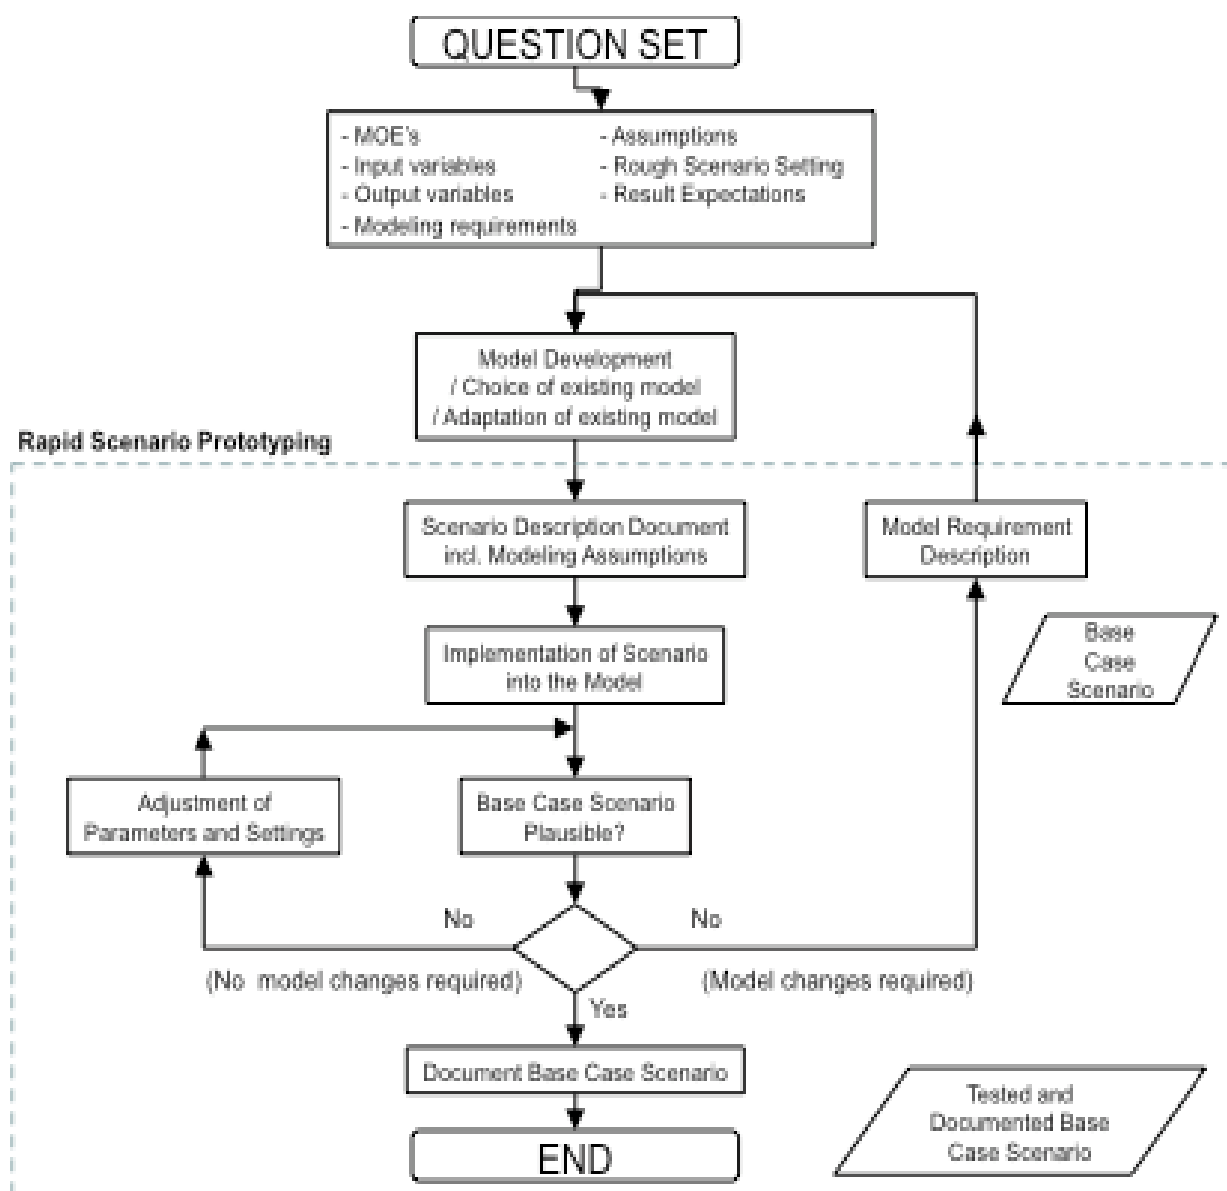 QUESTION SET
- MOE's
- Input variables
- Output variables
- Modeling requirements
- Assumptions
- Rough Scenario Setting
- Result Expectations
Model Development
/ Choice of existing model
/ Adaptation of existing model
Rapid Scenario Prototyping
Scenario Description Document
incl. Modeling Assumptions
Model Requirement
Description
Base
Case
Scenario
Implementation of Scenario
into the Model
Adjustment of
Parameters and Settings
Base Case Scenario
Plausible?
No
No
(No model changes required)
(Model changes required)
Yes
Document Base Case Scenario
Tested and
Documented Base
Case Scenario
END